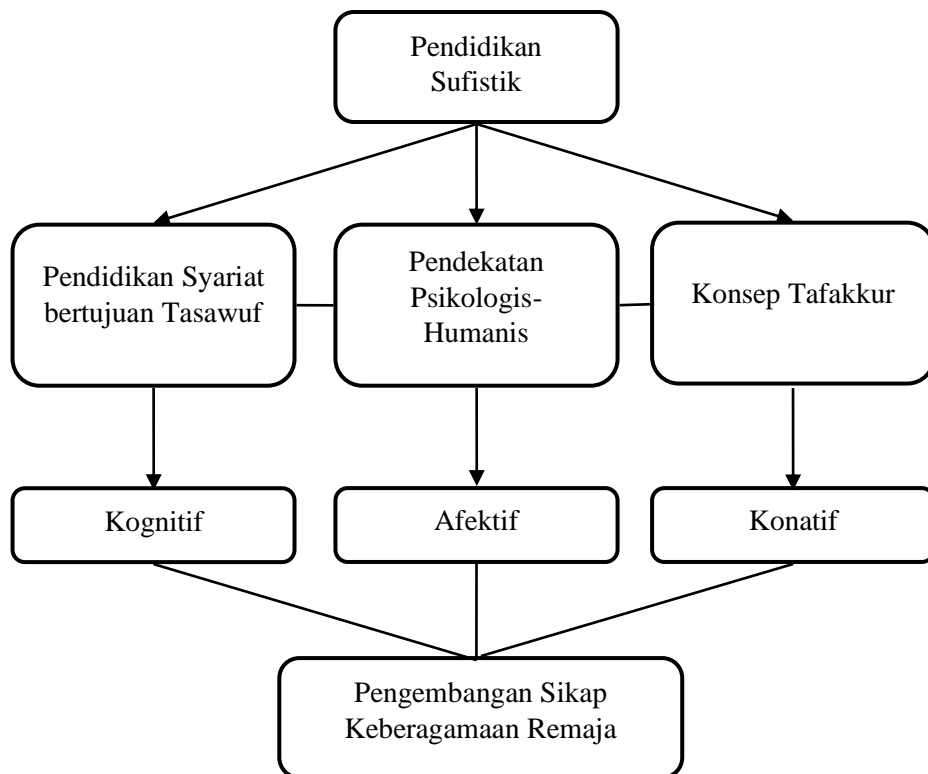 Pendidikan
Sufistik
Pendidikan Syariat
bertujuan Tasawuf
Pendekatan
Psikologis-
Humanis
Konsep Tafakkur
Kognitif
Afektif
Konatif
Pengembangan Sikap
Keberagamaan Remaja